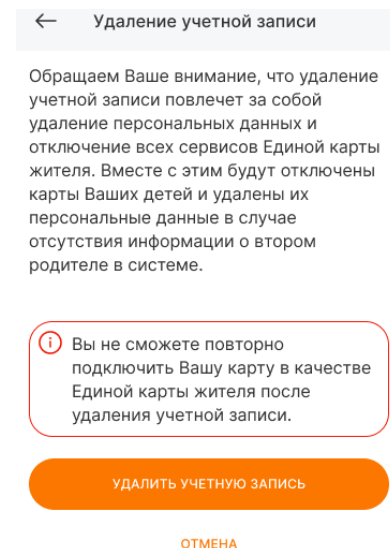 Удаление учетной записи
Обращаем Ваше внимание, что удаление
учетной записи повлечет за собой
удаление персональных данных и
отключение всех сервисов Единой карты
жителя. Вместе с этим будут отключены
карты Ваших детей и удалены их
персональные данные в случае
отсутствия информации о втором
родителе в системе.
Вы не сможете повторно
подключить Вашу карту в качестве
Единой карты жителя после
удаления учетной записи.
УДАЛИТЬ УЧЕТНУЮ ЗАПИСЬ
ОТМЕНА